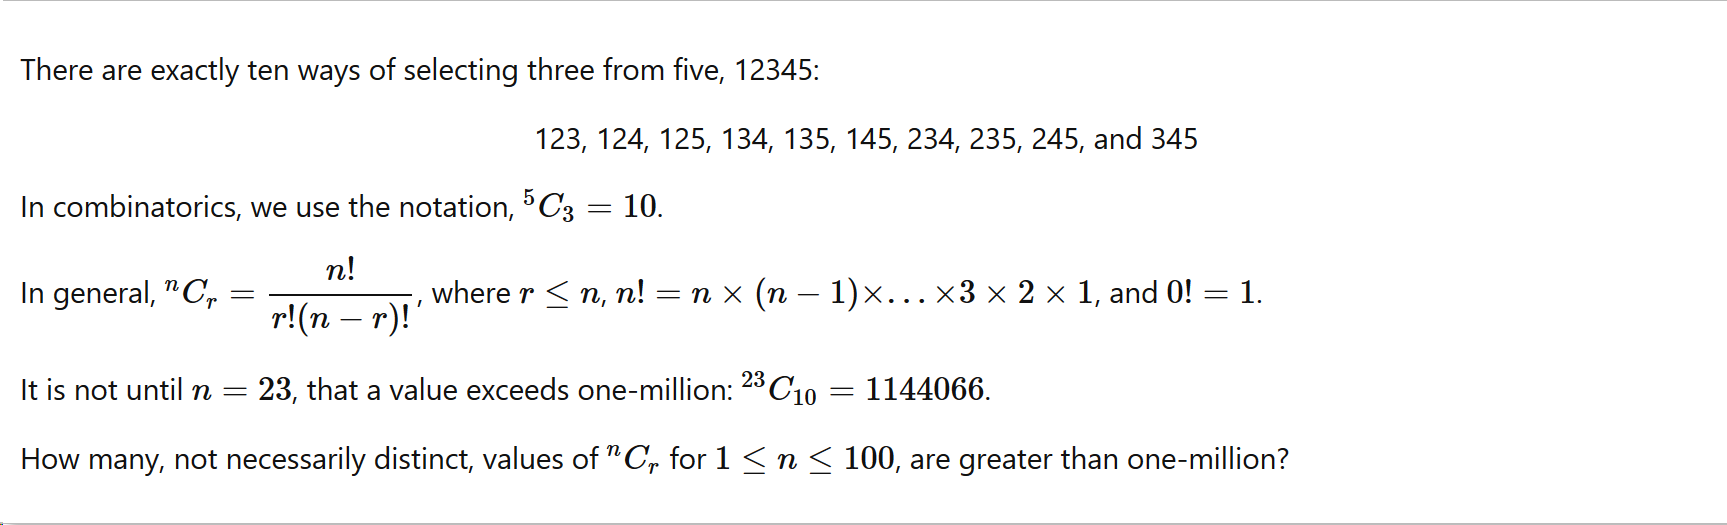 There are exactly ten ways of selecting three from five, 12345:
123, 124, 125, 134, 135, 145, 234, 235, 245, and 345
In combinatorics, we use the notation, ⁵C₃ = 10.
In general, ⁿCᵣ = n! / (r!(n − r)!), where r ≤ n, n! = n × (n − 1)×...×3 × 2 × 1, and 0! = 1.
It is not until n = 23, that a value exceeds one-million: ²³C₁₀ = 1144066.
How many, not necessarily distinct, values of ⁿCᵣ for 1 ≤ n ≤ 100, are greater than one-million?